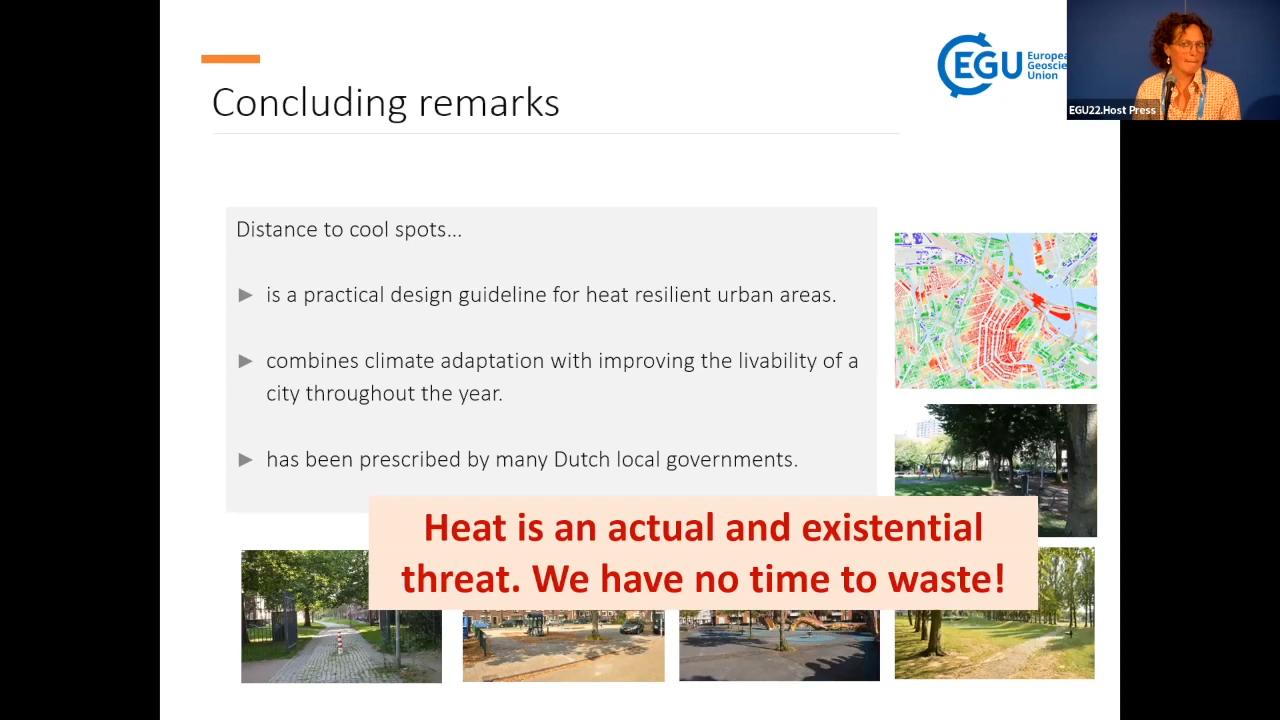 EGU
Europea
Geoscie
Union
EGU22.Host Press
Concluding remarks
Distance to cool spots...
is a practical design guideline for heat resilient urban areas.
combines climate adaptation with improving the livability of a
city throughout the year.
has been prescribed by many Dutch local governments.
Heat is an actual and existential
threat. We have no time to waste!